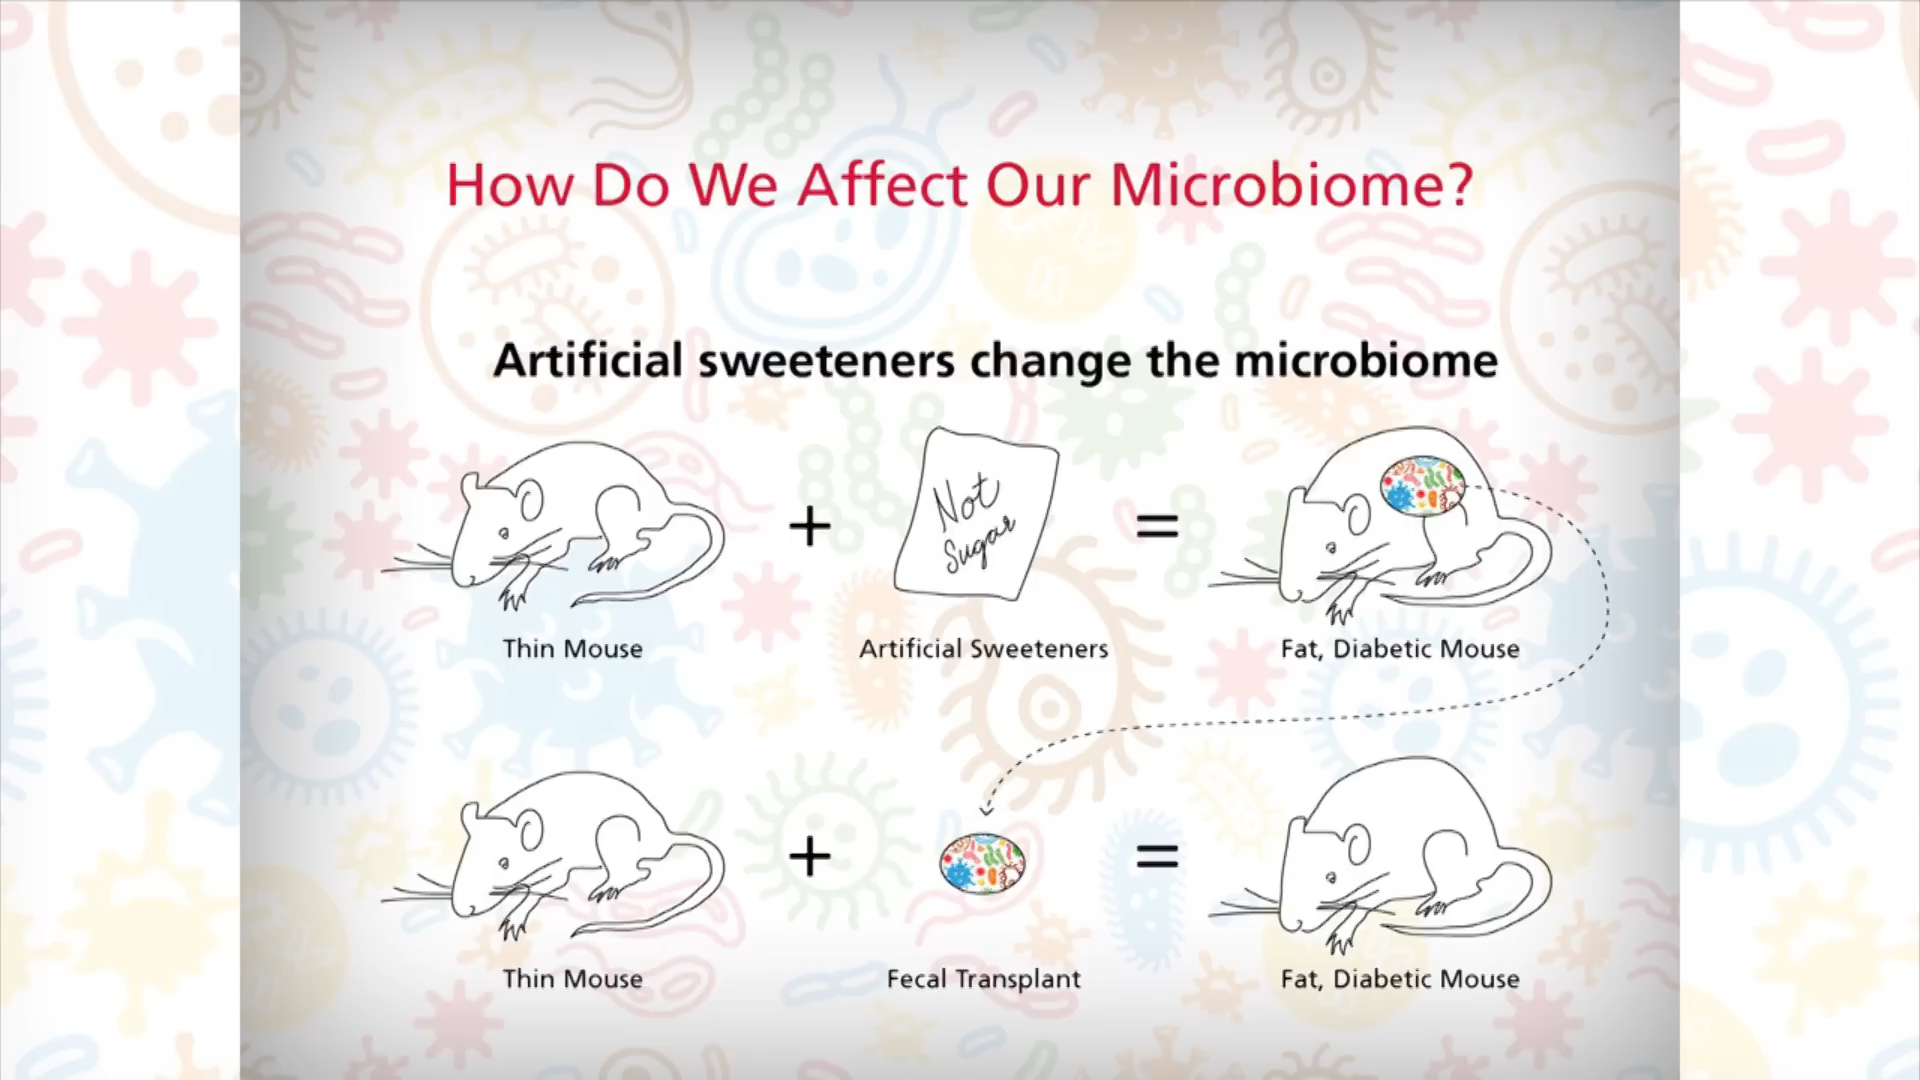 How Do We Affect Our Microbiome?
Artificial sweeteners change the microbiome
Not
Sugar
+
=
Thin Mouse
Artificial Sweeteners
Fat, Diabetic Mouse
+
=
Thin Mouse
Fecal Transplant
Fat, Diabetic Mouse